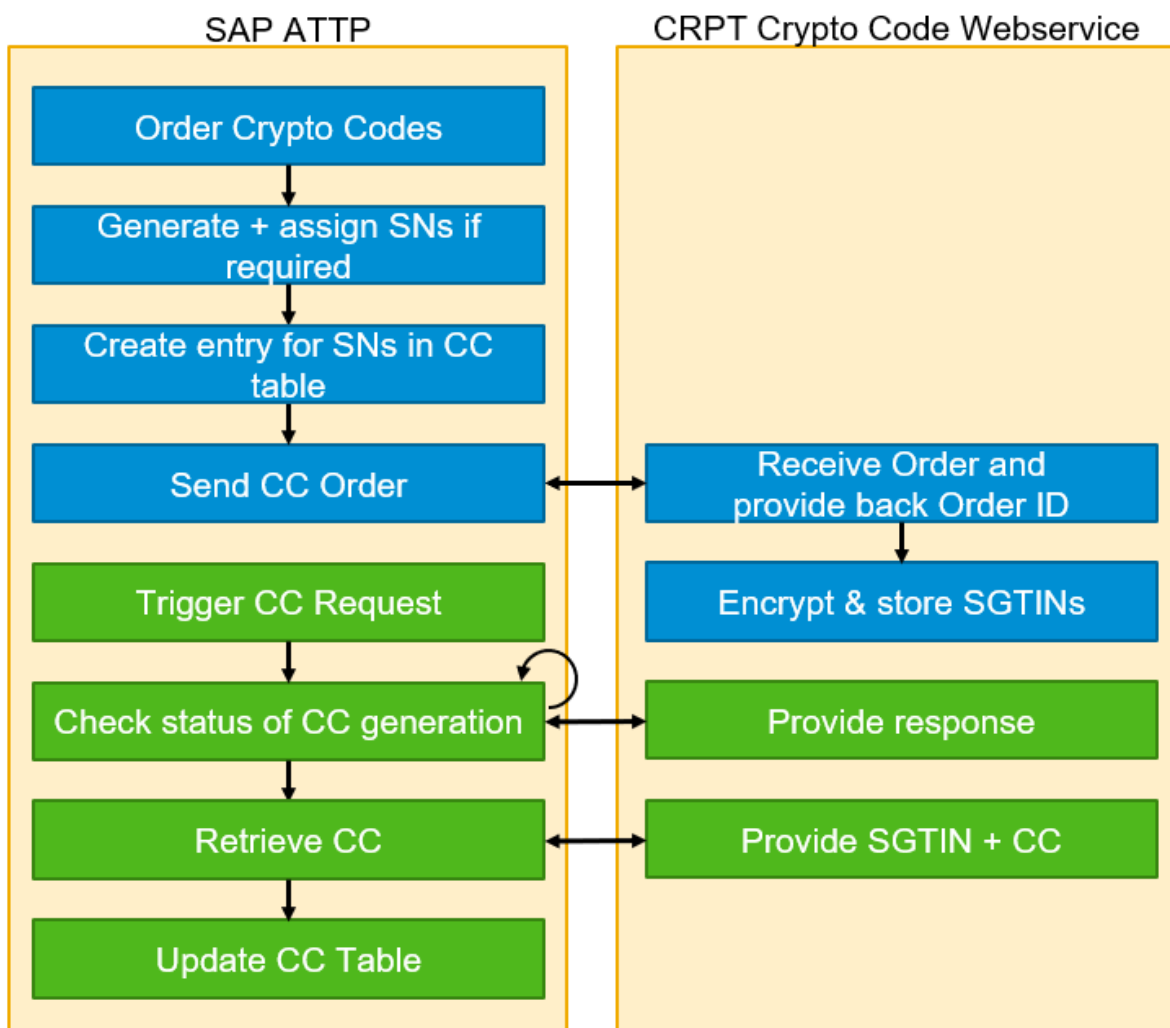 SAP ATTP
CRPT Crypto Code Webservice
Order Crypto Codes
Generate + assign SNs if
required
Create entry for SNs in CC
table
Send CC Order
Receive Order and
provide back Order ID
Trigger CC Request
Encrypt & store SGTINs
Check status of CC generation
Provide response
Retrieve CC
Provide SGTIN + CC
Update CC Table